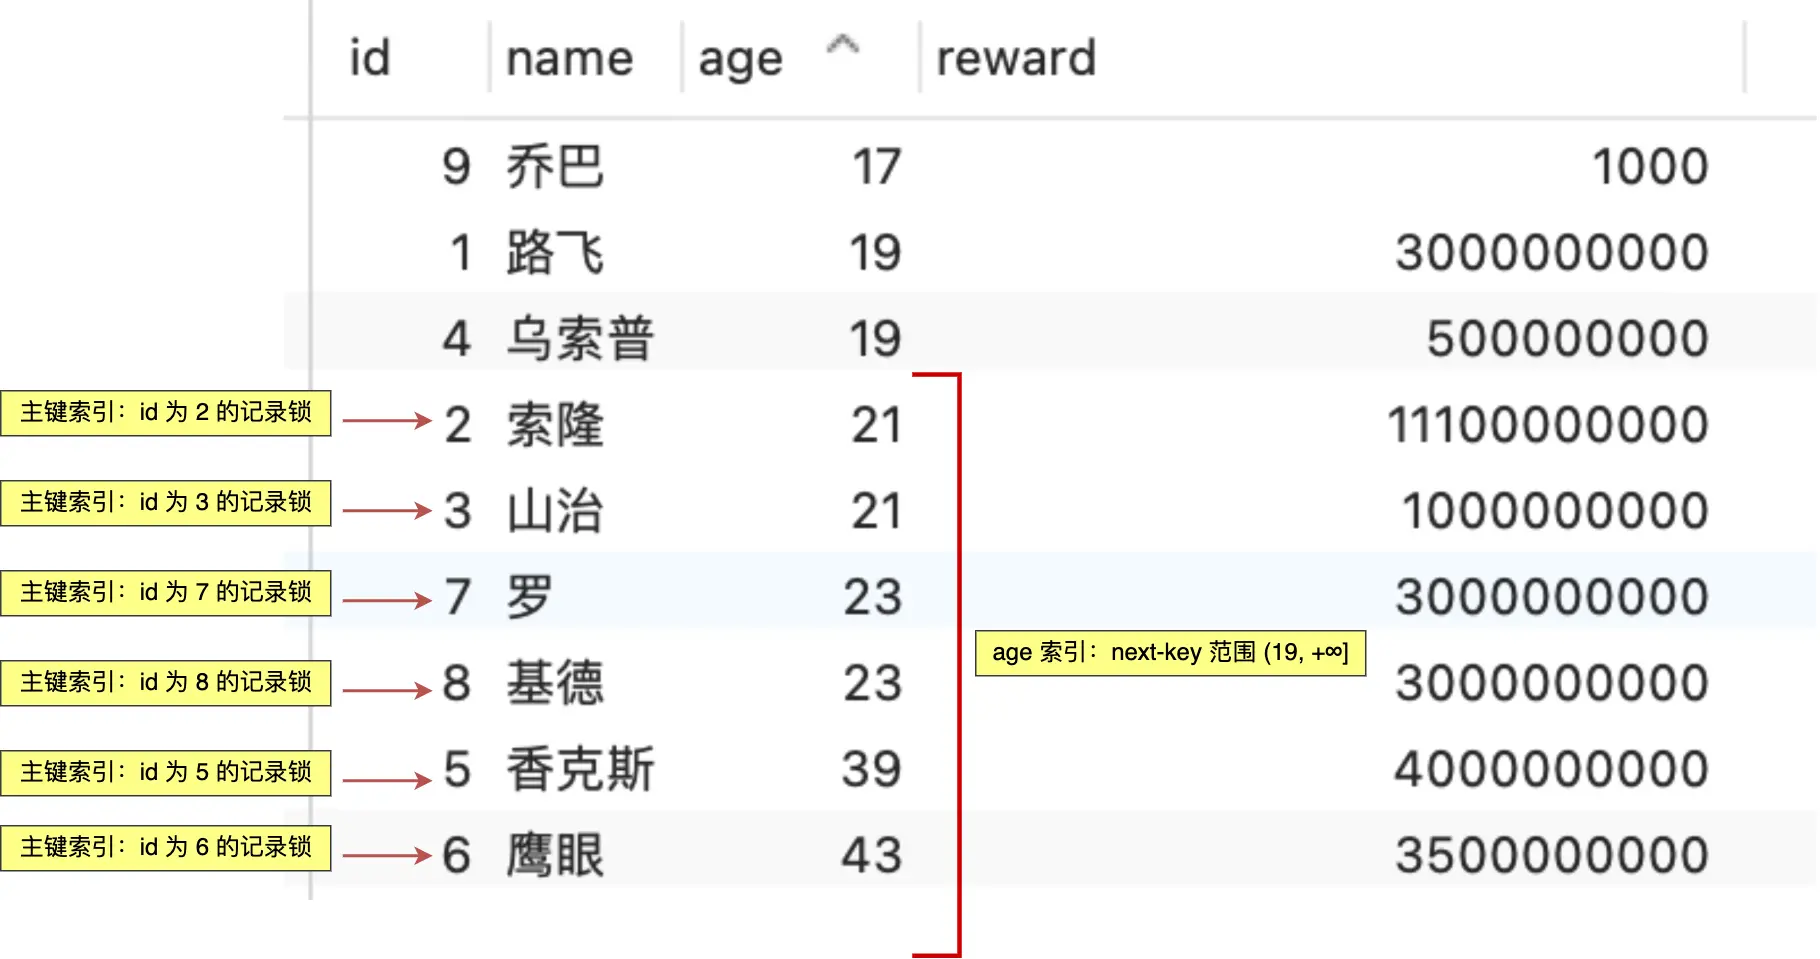 id name age reward
9 乔巴 17 1000
1 路飞 19 3000000000
4 乌索普 19 500000000
主键索引：id 为 2 的记录锁 2 索隆 21 11100000000
主键索引：id 为 3 的记录锁 3 山治 21 1000000000
主键索引：id 为 7 的记录锁 7 罗 23 3000000000
age 索引：next-key 范围 (19, +∞]
主键索引：id 为 8 的记录锁 8 基德 23 3000000000
主键索引：id 为 5 的记录锁 5 香克斯 39 4000000000
主键索引：id 为 6 的记录锁 6 鹰眼 43 3500000000